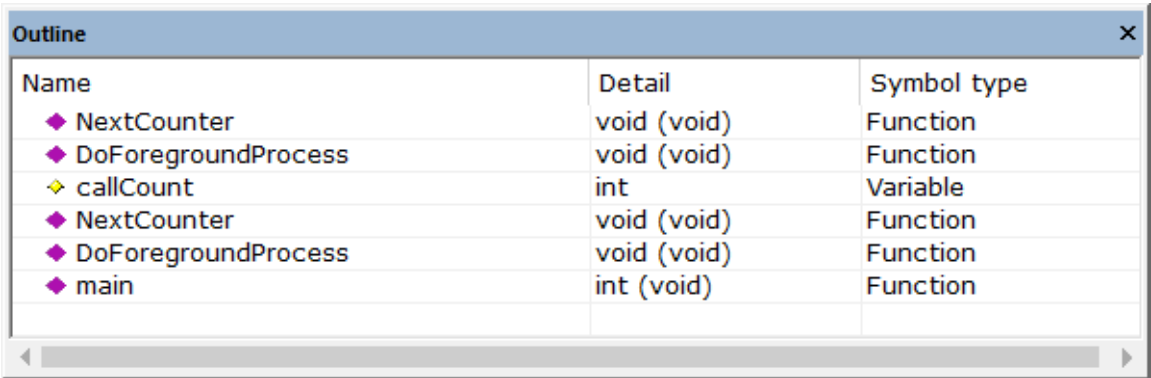 Outline
Name Detail Symbol type
NextCounter void (void) Function
DoForegroundProcess void (void) Function
callCount int Variable
NextCounter void (void) Function
DoForegroundProcess void (void) Function
main int (void) Function